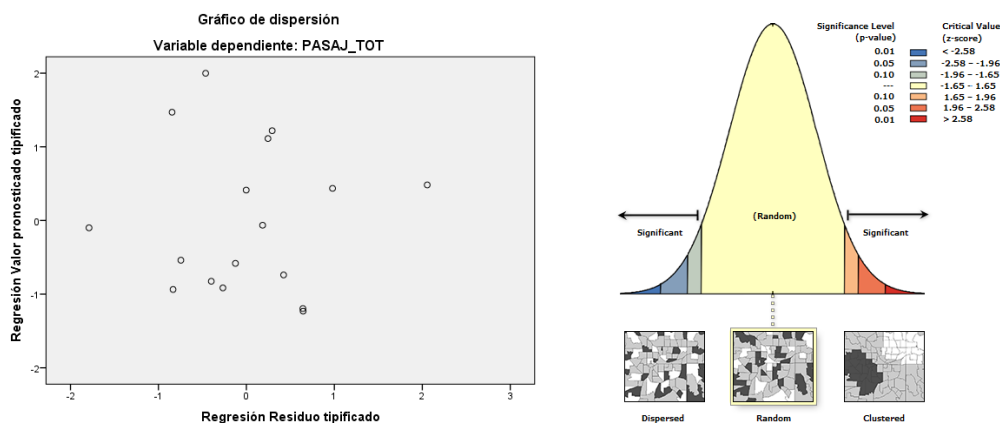 Gráfico de dispersión
Variable dependiente: PASAJ_TOT
Regresión Valor pronosticado tipificado
2
1
0
-1
-2
-2
-1
0
1
2
3
Regresión Residuo tipificado
Significance Level
(p-value)
Critical Value
(z-score)
0.01 < -2.58
0.05 -2.58 – -1.96
0.10 -1.96 – -1.65
--- -1.65 – 1.65
0.10 1.65 – 1.96
0.05 1.96 – 2.58
0.01 > 2.58
(Random)
Significant
Significant
Dispersed
Random
Clustered